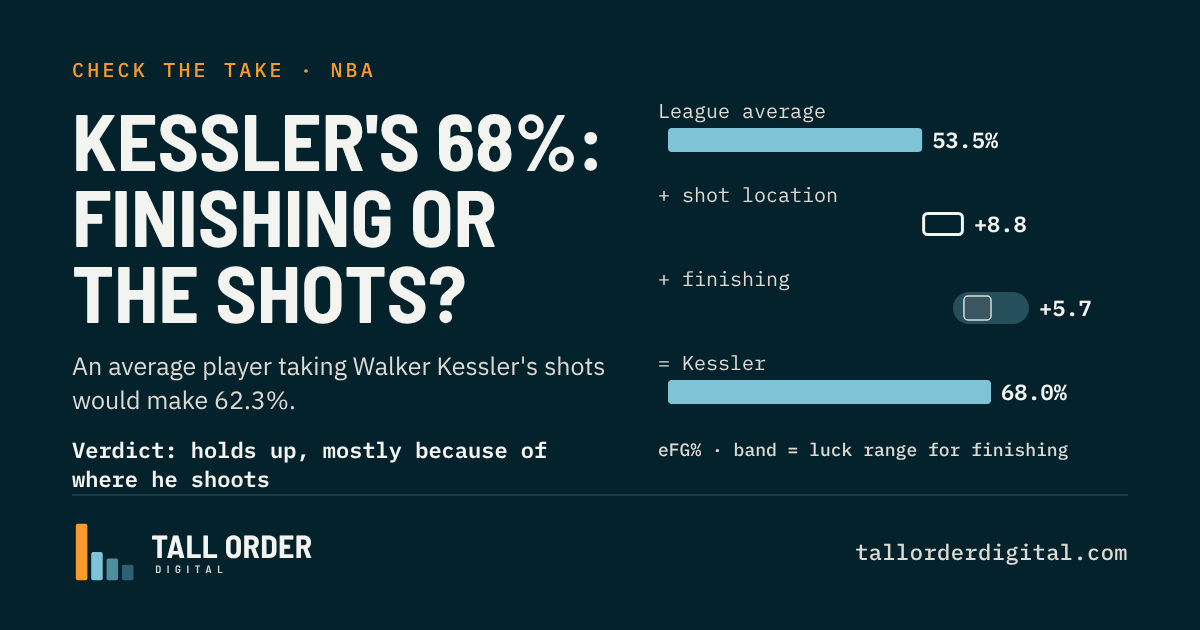 CHECK THE TAKE · NBA
KESSLER'S 68%:
FINISHING OR
THE SHOTS?
An average player taking Walker Kessler's shots
would make 62.3%.
Verdict: holds up, mostly because of
where he shoots
League average
53.5%
+ shot location
+8.8
+ finishing
+5.7
= Kessler
68.0%
eFG% · band = luck range for finishing
TALL ORDER
DIGITAL
tallorderdigital.com